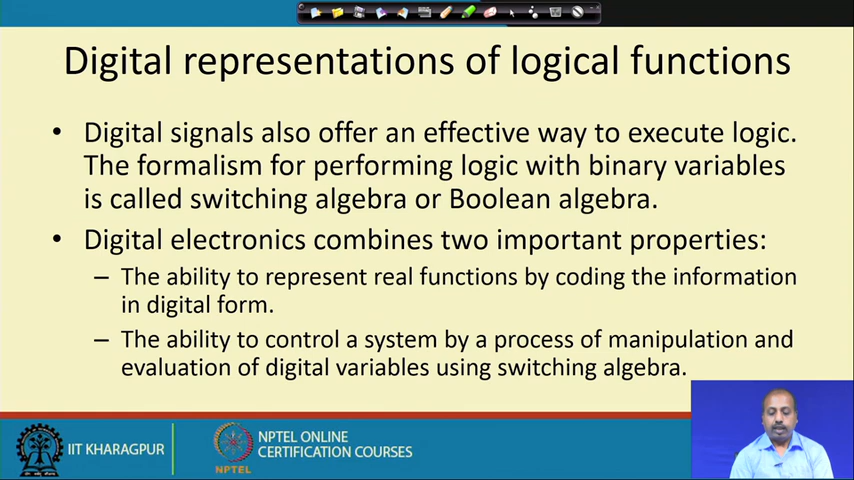 Digital representations of logical functions
• Digital signals also offer an effective way to execute logic.
The formalism for performing logic with binary variables
is called switching algebra or Boolean algebra.
• Digital electronics combines two important properties:
– The ability to represent real functions by coding the information
in digital form.
– The ability to control a system by a process of manipulation and
evaluation of digital variables using switching algebra.
IIT KHARAGPUR
NPTEL
NPTEL ONLINE
CERTIFICATION COURSES